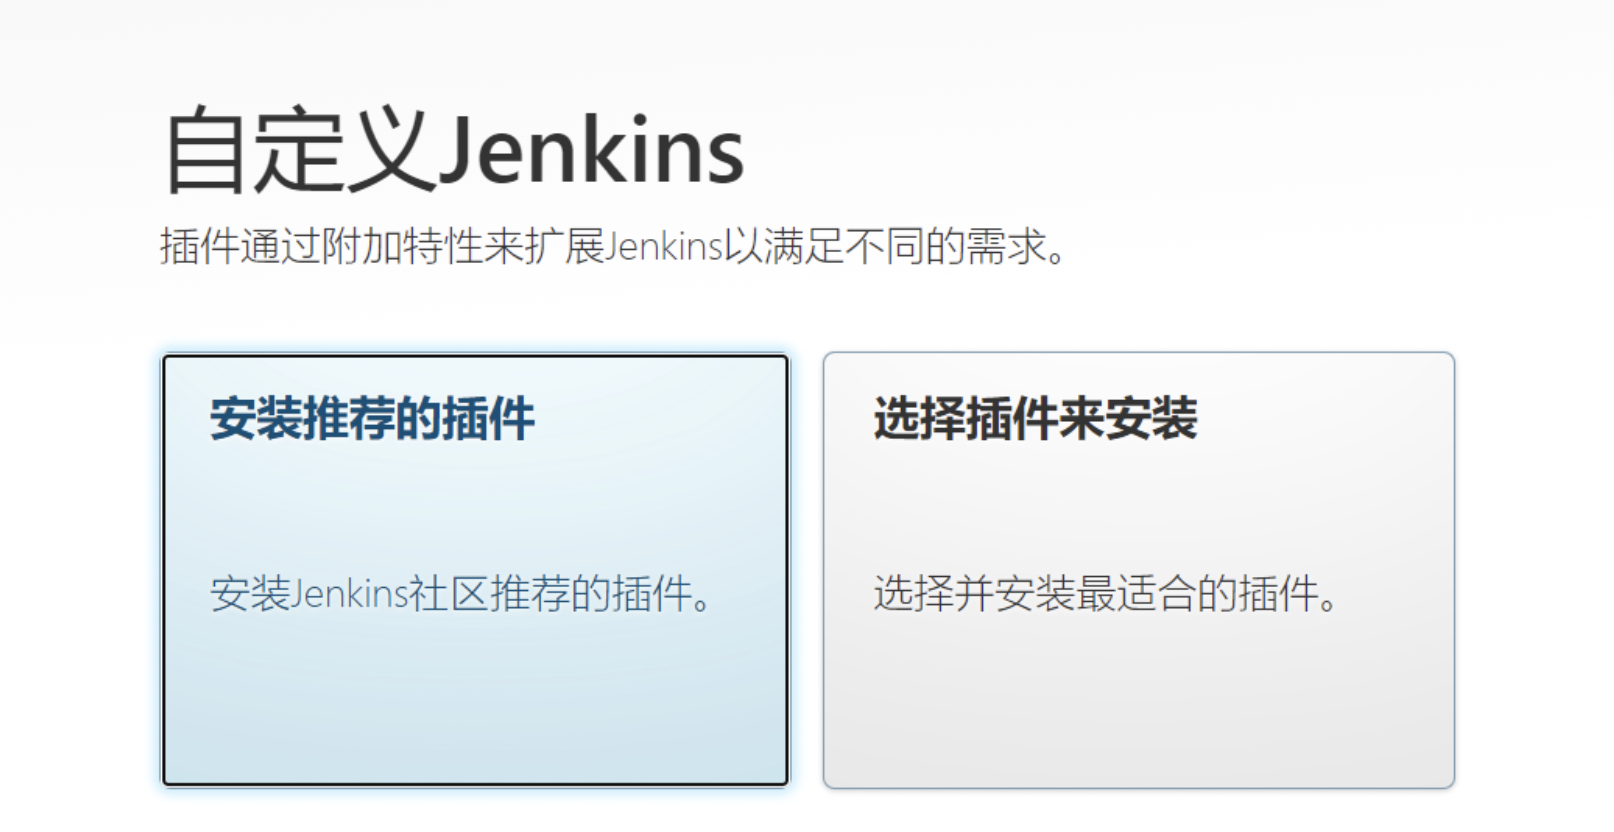 自定义Jenkins
插件通过附加特性来扩展Jenkins以满足不同的需求。
安装推荐的插件
安装Jenkins社区推荐的插件。
选择插件来安装
选择并安装最适合的插件。